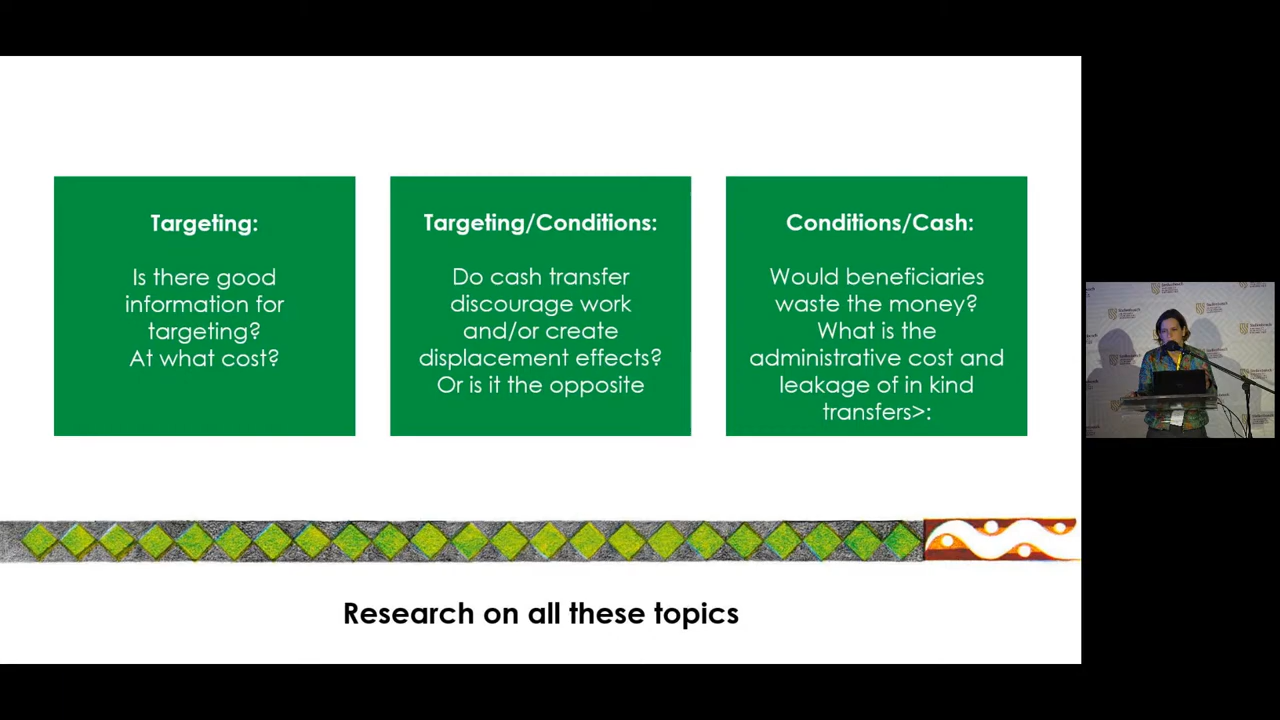 Targeting:
Is there good
information for
targeting?
At what cost?
Targeting/Conditions:
Do cash transfer
discourage work
and/or create
displacement effects?
Or is it the opposite
Conditions/Cash:
Would beneficiaries
waste the money?
What is the
administrative cost and
leakage of in kind
transfers>:
Research on all these topics